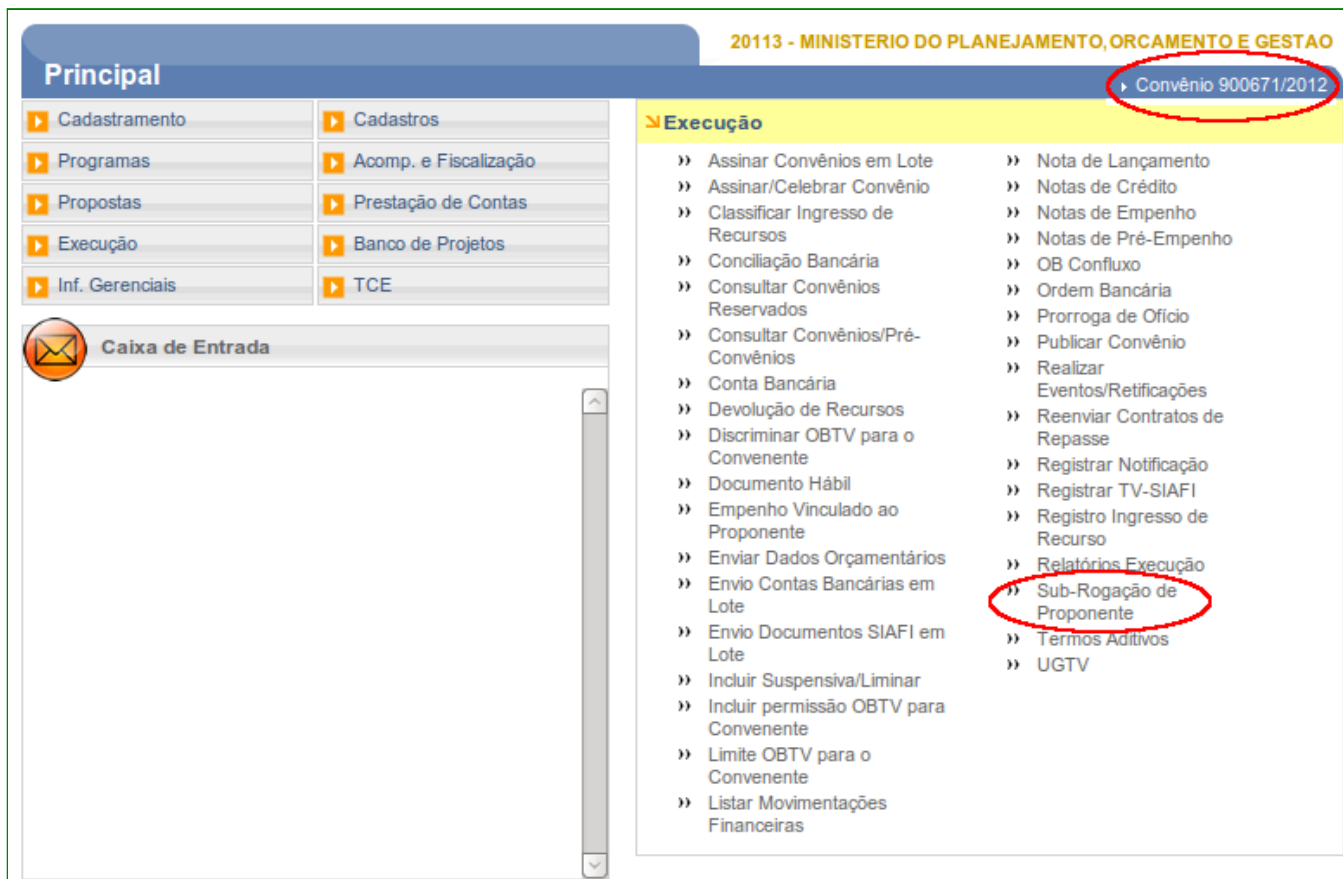 20113 - MINISTERIO DO PLANEJAMENTO, ORCAMENTO E GESTAO
Principal
Convênio 900671/2012
Cadastramento
Cadastros
Programas
Acomp. e Fiscalização
Propostas
Prestação de Contas
Execução
Banco de Projetos
Inf. Gerenciais
TCE
Caixa de Entrada
Execução
Assinar Convênios em Lote
Assinar/Celebrar Convênio
Classificar Ingresso de
Recursos
Conciliação Bancária
Consultar Convênios
Reservados
Consultar Convênios/Pré-
Convênios
Conta Bancária
Devolução de Recursos
Discriminar OBTV para o
Convenente
Documento Hábil
Empenho Vinculado ao
Proponente
Enviar Dados Orçamentários
Envio Contas Bancárias em
Lote
Envio Documentos SIAFI em
Lote
Incluir Suspensiva/Liminar
Incluir permissão OBTV para
Convenente
Limite OBTV para o
Convenente
Listar Movimentações
Financeiras
Nota de Lançamento
Notas de Crédito
Notas de Empenho
Notas de Pré-Empenho
OB Confluxo
Ordem Bancária
Prorroga de Ofício
Publicar Convênio
Realizar
Eventos/Retificações
Reenviar Contratos de
Repasse
Registrar Notificação
Registrar TV-SIAFI
Registro Ingresso de
Recurso
Relatórios Execução
Sub-Rogação de
Proponente
Termos Aditivos
UGTV